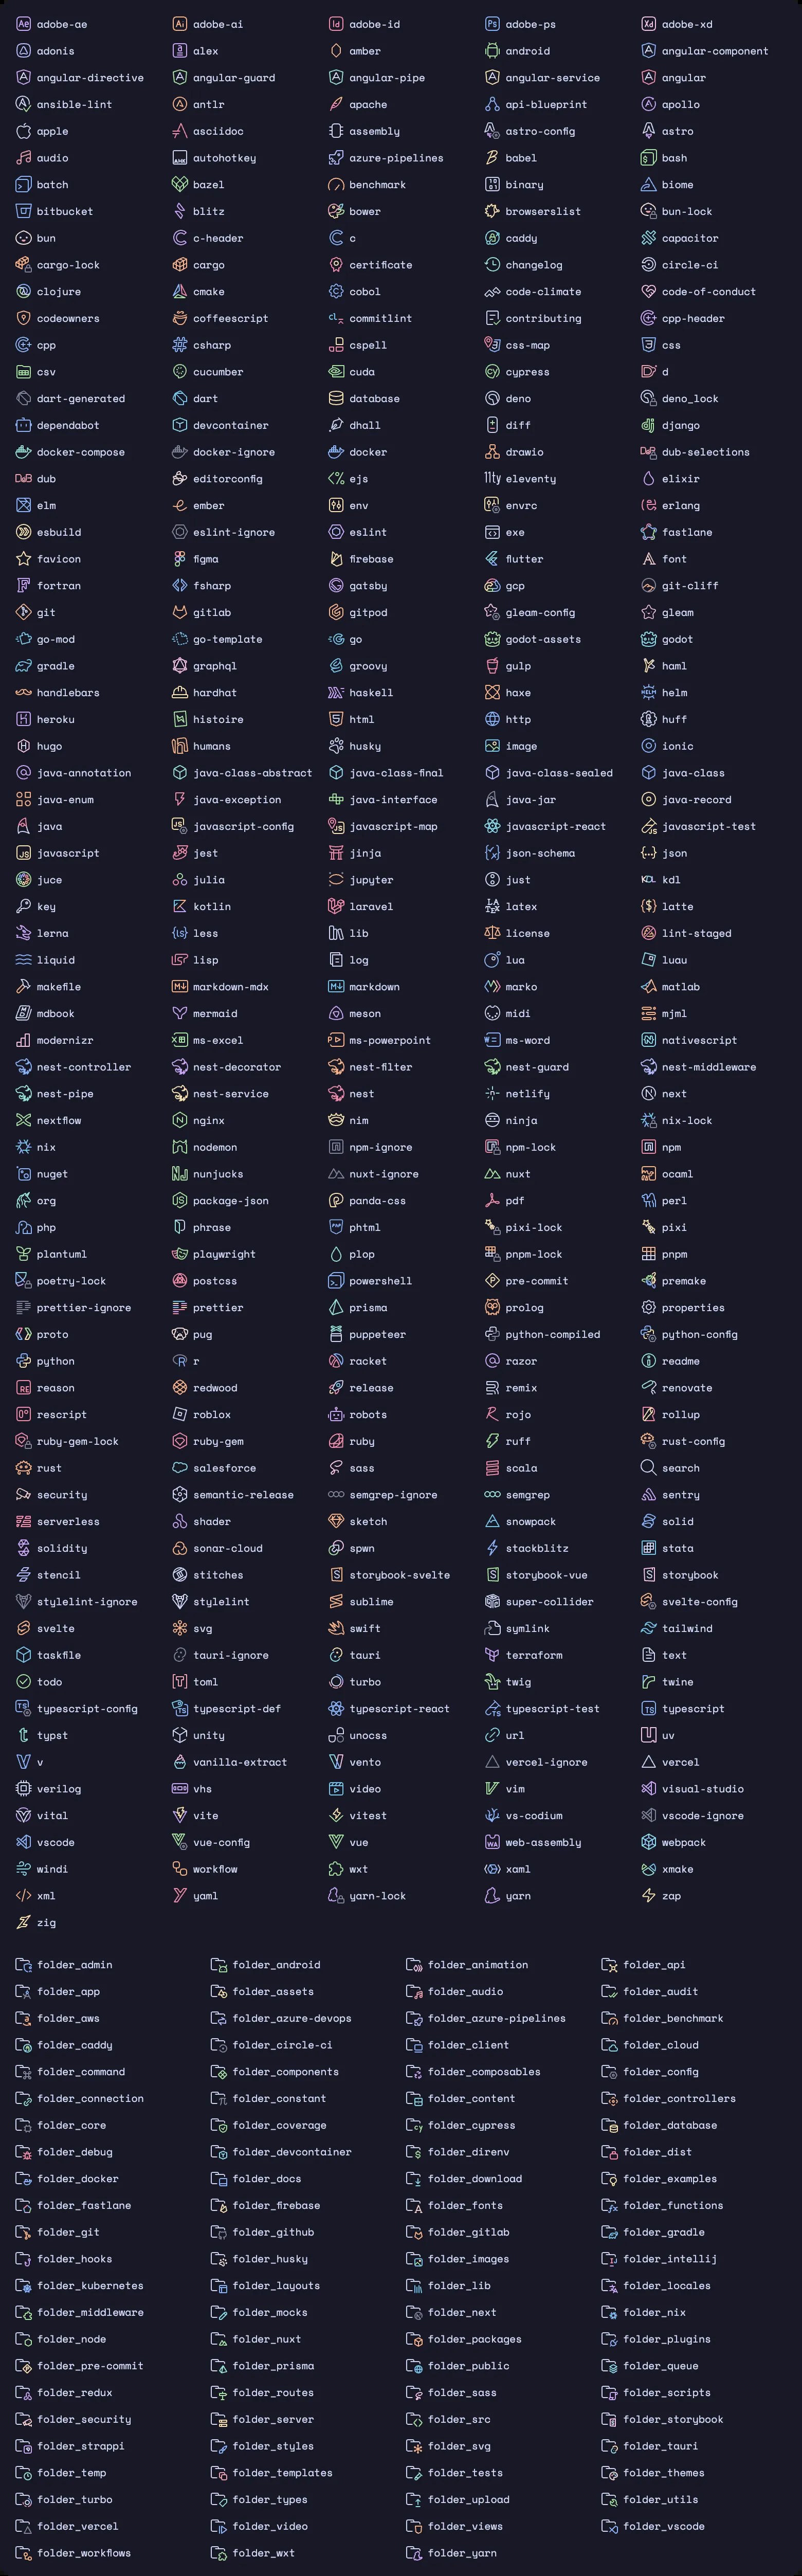 adobe-ae adobe-ai adobe-id adobe-ps adobe-xd
adonis alex amber android angular-component
angular-directive angular-guard angular-pipe angular-service angular
ansible-lint antlr apache api-blueprint apollo
apple asciidoc assembly astro-config astro
audio autohotkey azure-pipelines babel bash
batch bazel benchmark binary biome
bitbucket blitz bower browserslist bun-lock
bun c-header c caddy capacitor
cargo-lock cargo certificate changelog circle-ci
clojure cmake cobol code-climate code-of-conduct
codeowners coffeescript commitlint contributing cpp-header
cpp csharp cspell css-map css
csv cucumber cuda cypress d
dart-generated dart database deno deno_lock
dependabot devcontainer dhall diff django
docker-compose docker-ignore docker drawio dub-selections
dub editorconfig ejs eleventy elixir
elm ember env envrc erlang
esbuild eslint-ignore eslint exe fastlane
favicon figma firebase flutter font
fortran fsharp gatsby gcp git-cliff
git gitlab gitpod gleam-config gleam
go-mod go-template go godot-assets godot
gradle graphql groovy gulp haml
handlebars hardhat haskell haxe helm
heroku histoire html http huff
hugo humans husky image ionic
java-annotation java-class-abstract java-class-final java-class-sealed java-class
java-enum java-exception java-interface java-jar java-record
java javascript-config javascript-map javascript-react javascript-test
javascript jest jinja json-schema json
juce julia jupyter just kdl
key kotlin laravel latex latte
lerna less lib license lint-staged
liquid lisp log lua luau
makefile markdown-mdx markdown marko matlab
mdbook mermaid meson midi mjml
modernizr ms-excel ms-powerpoint ms-word nativescript
nest-controller nest-decorator nest-filter nest-guard nest-middleware
nest-pipe nest-service nest netlify next
nextflow nginx nim ninja nix-lock
nix nodemon npm-ignore npm-lock npm
nuget nunjucks nuxt-ignore nuxt ocaml
org package-json panda-css pdf perl
php phrase phtml pixi-lock pixi
plantuml playwright plop pnpm-lock pnpm
poetry-lock postcss powershell pre-commit premake
prettier-ignore prettier prisma prolog properties
proto pug puppeteer python-compiled python-config
python r racket razor readme
reason redwood release remix renovate
rescript roblox robots rojo rollup
ruby-gem-lock ruby-gem ruby ruff rust-config
rust salesforce sass scala search
security semantic-release semgrep-ignore semgrep sentry
serverless shader sketch snowpack solid
solidity sonar-cloud spwn stackblitz stata
stencil stitches storybook-svelte storybook-vue storybook
stylelint-ignore stylelint sublime super-collider svelte-config
svelte svg swift symlink tailwind
taskfile tauri-ignore tauri terraform text
todo toml turbo twig twine
typescript-config typescript-def typescript-react typescript-test typescript
typst unity unocss url uv
v vanilla-extract vento vercel-ignore vercel
verilog vhs video vim visual-studio
vital vite vitest vs-codium vscode-ignore
vscode vue-config vue web-assembly webpack
windi workflow wxt xaml xmake
xml yaml yarn-lock yarn zap
zig
folder_admin folder_android folder_animation folder_api
folder_app folder_assets folder_audio folder_audit
folder_aws folder_azure-devops folder_azure-pipelines folder_benchmark
folder_caddy folder_circle-ci folder_client folder_cloud
folder_command folder_components folder_composables folder_config
folder_connection folder_constant folder_content folder_controllers
folder_core folder_coverage folder_cypress folder_database
folder_debug folder_devcontainer folder_direnv folder_dist
folder_docker folder_docs folder_download folder_examples
folder_fastlane folder_firebase folder_fonts folder_functions
folder_git folder_github folder_gitlab folder_gradle
folder_hooks folder_husky folder_images folder_intellij
folder_kubernetes folder_layouts folder_lib folder_locales
folder_middleware folder_mocks folder_next folder_nix
folder_node folder_nuxt folder_packages folder_plugins
folder_pre-commit folder_prisma folder_public folder_queue
folder_redux folder_routes folder_sass folder_scripts
folder_security folder_server folder_src folder_storybook
folder_strappi folder_styles folder_svg folder_tauri
folder_temp folder_templates folder_tests folder_themes
folder_turbo folder_types folder_upload folder_utils
folder_vercel folder_video folder_views folder_vscode
folder_workflows folder_wxt folder_yarn